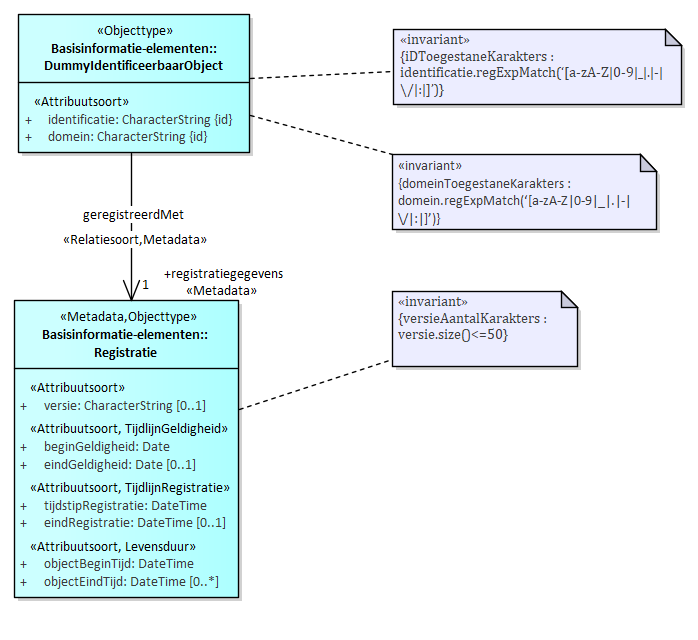 «Objecttype»
Basisinformatie-elementen::
DummyIdentificeerbaarObject
«Attribuutsoort»
+ identificatie: CharacterString {id}
+ domein: CharacterString {id}
«invariant»
{iDToegestaneKarakters :
identificatie.regExpMatch(‘[a-zA-Z|0-9|_|.|-|
\/|:|]’)}
«invariant»
{domeinToegestaneKarakters :
domein.regExpMatch(‘[a-zA-Z|0-9|_|.|-|
\/|:|]’)}
geregistreerdMet
«Relatiesoort,Metadata»
1
+registratiegegevens
«Metadata»
«Metadata,Objecttype»
Basisinformatie-elementen::
Registratie
«Attribuutsoort»
+ versie: CharacterString [0..1]
«Attribuutsoort, TijdlijnGeldigheid»
+ beginGeldigheid: Date
+ eindGeldigheid: Date [0..1]
«Attribuutsoort, TijdlijnRegistratie»
+ tijdstipRegistratie: DateTime
+ eindRegistratie: DateTime [0..1]
«Attribuutsoort, Levensduur»
+ objectBeginTijd: DateTime
+ objectEindTijd: DateTime [0..*]
«invariant»
{versieAantalKarakters :
versie.size()<=50}